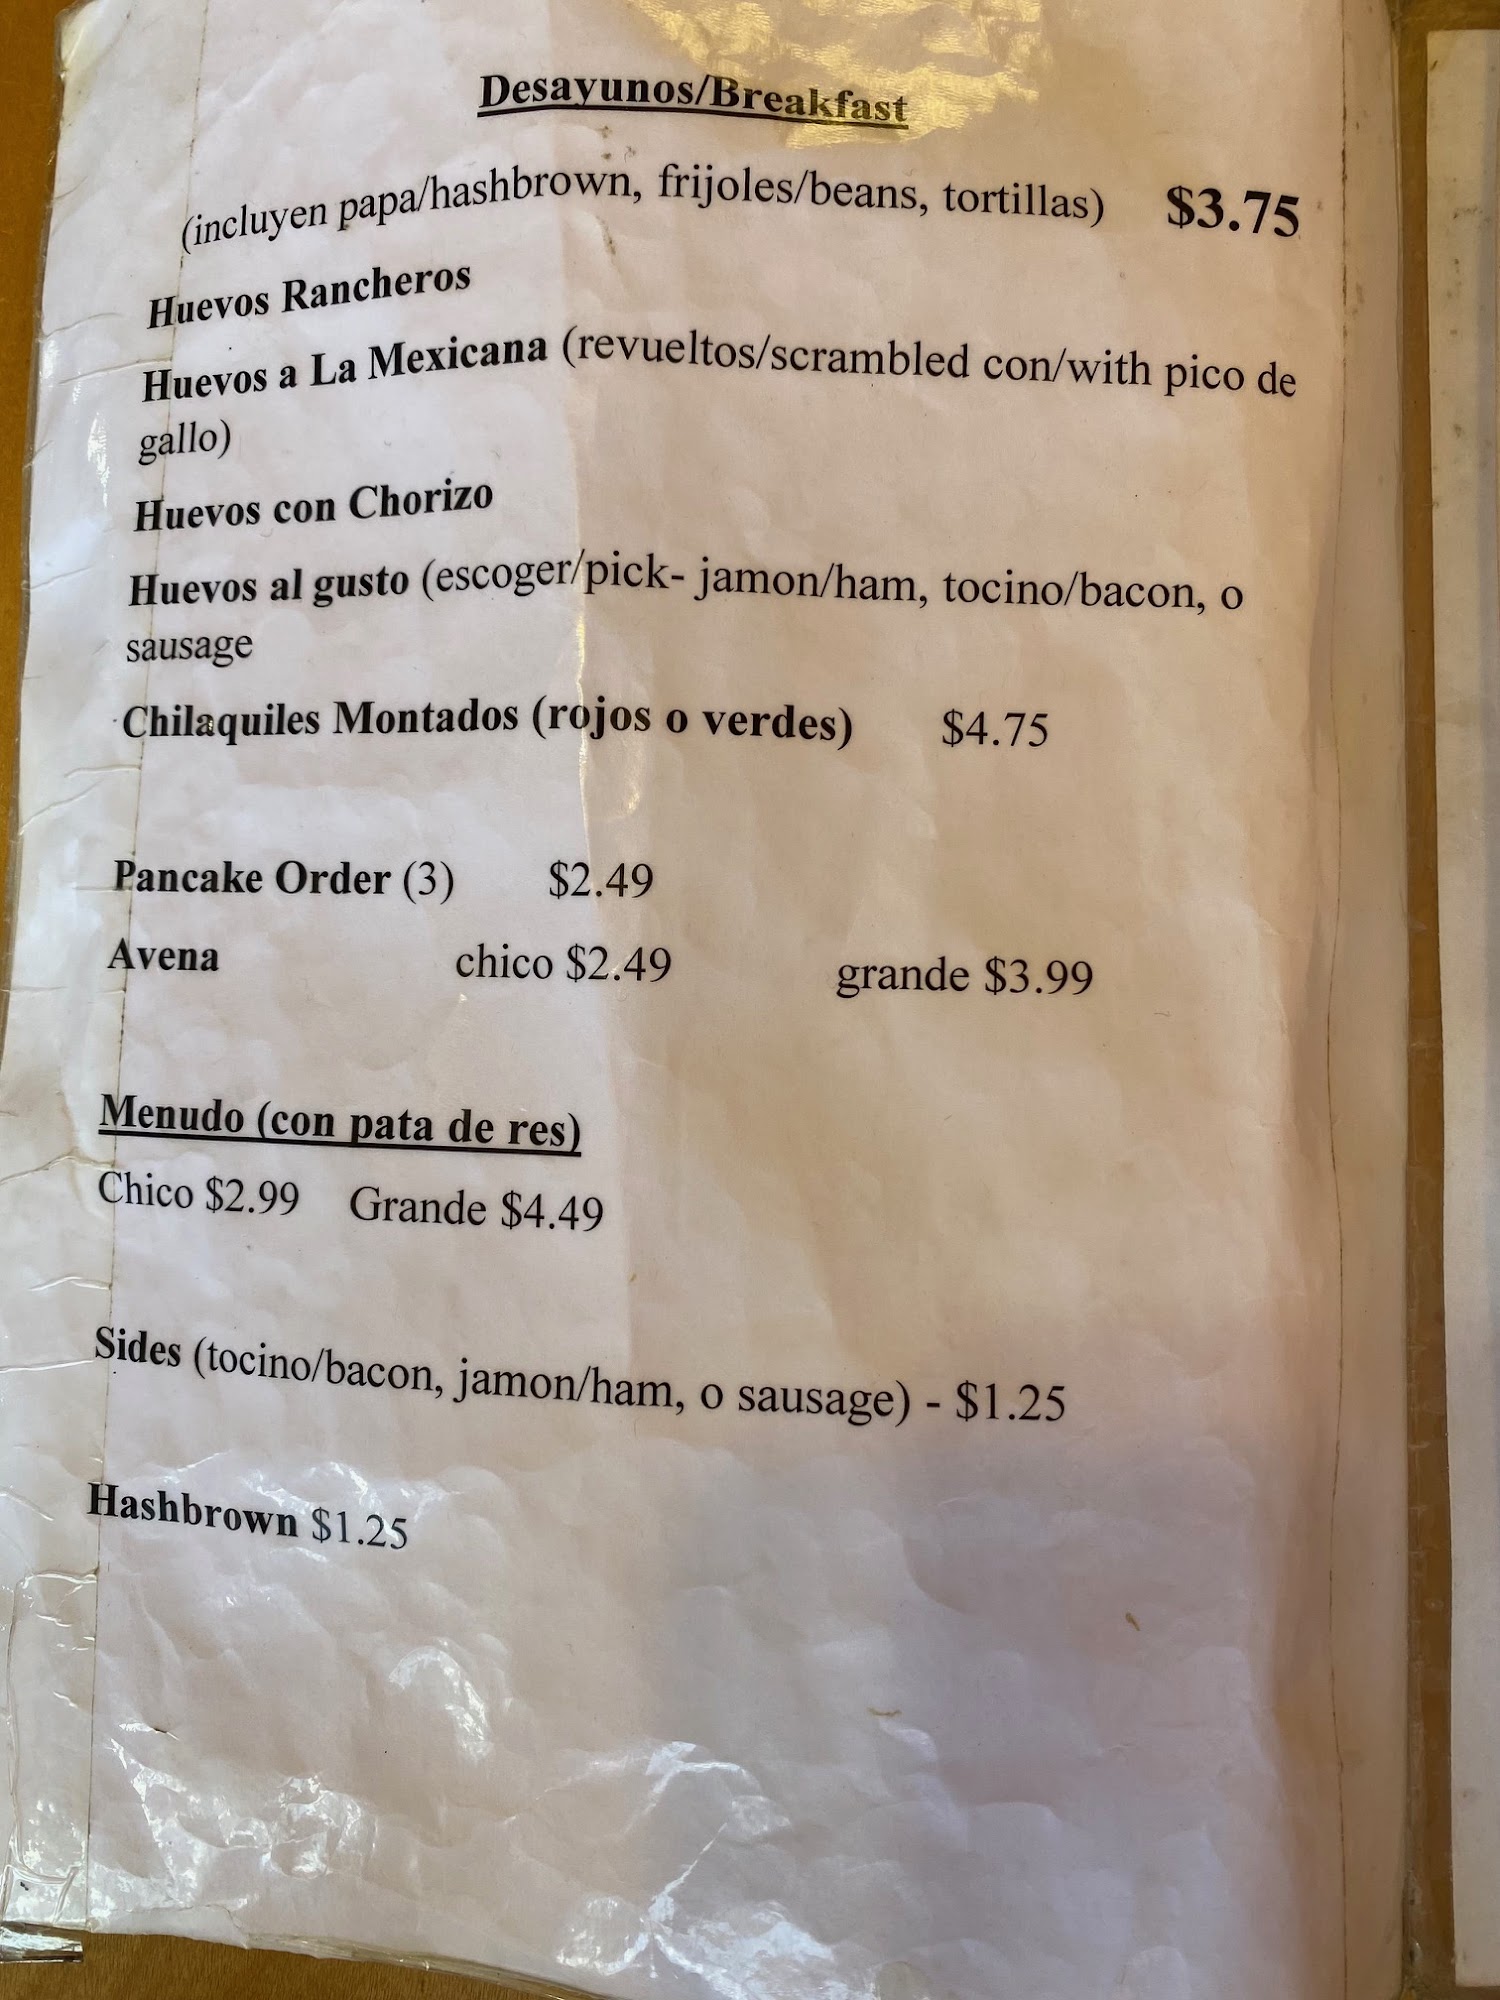 Desayunos/Breakfast
(incluyen papa/hashbrown, frijoles/beans, tortillas) $3.75
Huevos Rancheros
Huevos a La Mexicana (revueltos/scrambled con/with pico de
gallo)
Huevos con Chorizo
Huevos al gusto (escoger/pick- jamon/ham, tocino/bacon, o
sausage
Chilaquiles Montados (rojos o verdes) $4.75
Pancake Order (3) $2.49
Avena chico $2.49 grande $3.99
Menudo (con pata de res)
Chico $2.99 Grande $4.49
Sides (tocino/bacon, jamon/ham, o sausage) - $1.25
Hashbrown $1.25